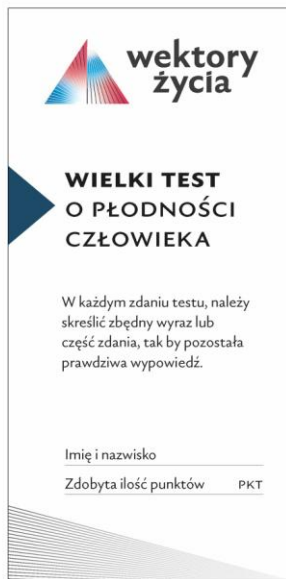 wektory
życia
WIELKI TEST
O PŁODNOŚCI
CZŁOWIEKA
W każdym zdaniu testu, należy
skreślić zbędny wyraz lub
część zdania, tak by pozostała
prawdziwa wypowiedź.
Imię i nazwisko
Zdobyta ilość punktów PKT